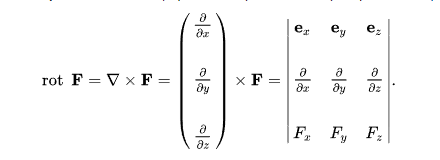 rot F = ∇ × F = ( ∂/∂x ∂/∂y ∂/∂z ) × F = | e_x e_y e_z
∂/∂x ∂/∂y ∂/∂z
F_x F_y F_z | .